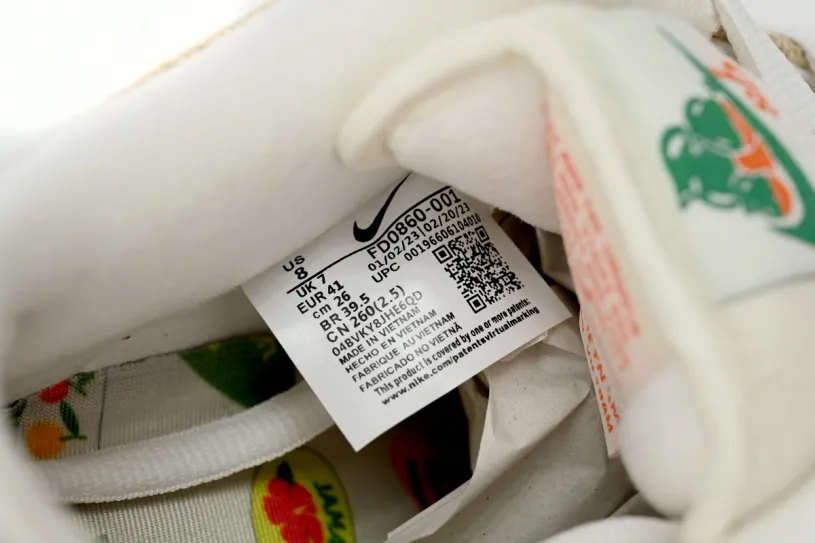 US
8
UK 7
EUR 41
cm 26
BR 39.5
CN 260(2.5)
04BVKY8JHE6QD
MADE IN VIETNAM
HECHO EN VIETNAM
FABRIQUE AU VIETNAM
FABRICADO NO VIETNÃ
This product is covered by one or more patents:
www.nike.com/patentsvirtualmarking
FD0860-001
01/02/23 | 02/20/23
UPC 00196606104010